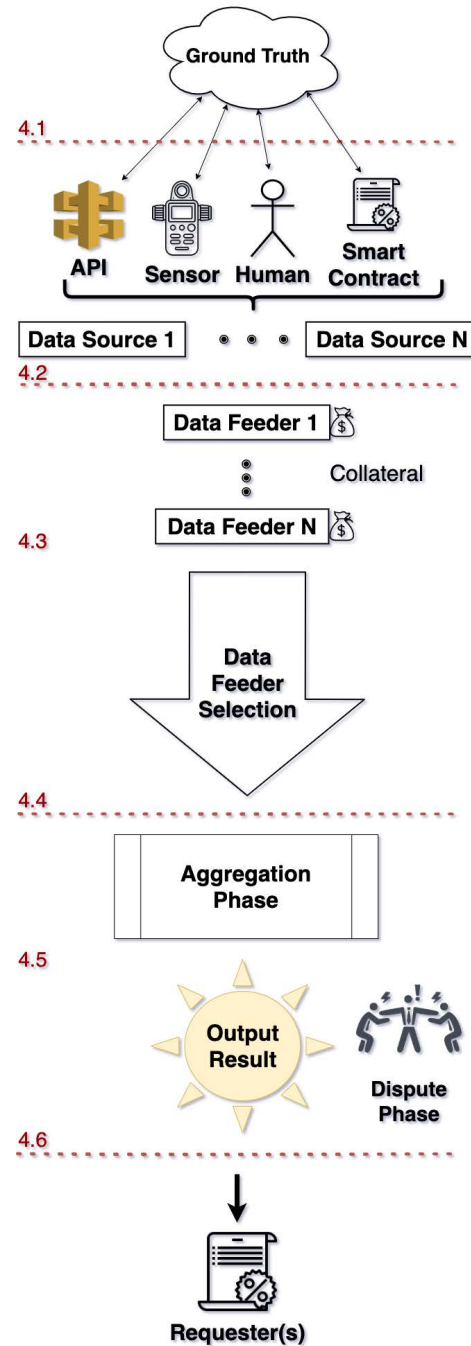 Ground Truth
4.1
API
Sensor
Human
Smart
Contract
Data Source 1
Data Source N
4.2
Data Feeder 1
$
Collateral
Data Feeder N
$
4.3
Data
Feeder
Selection
4.4
Aggregation
Phase
4.5
Output
Result
!
Dispute
Phase
4.6
Requester(s)